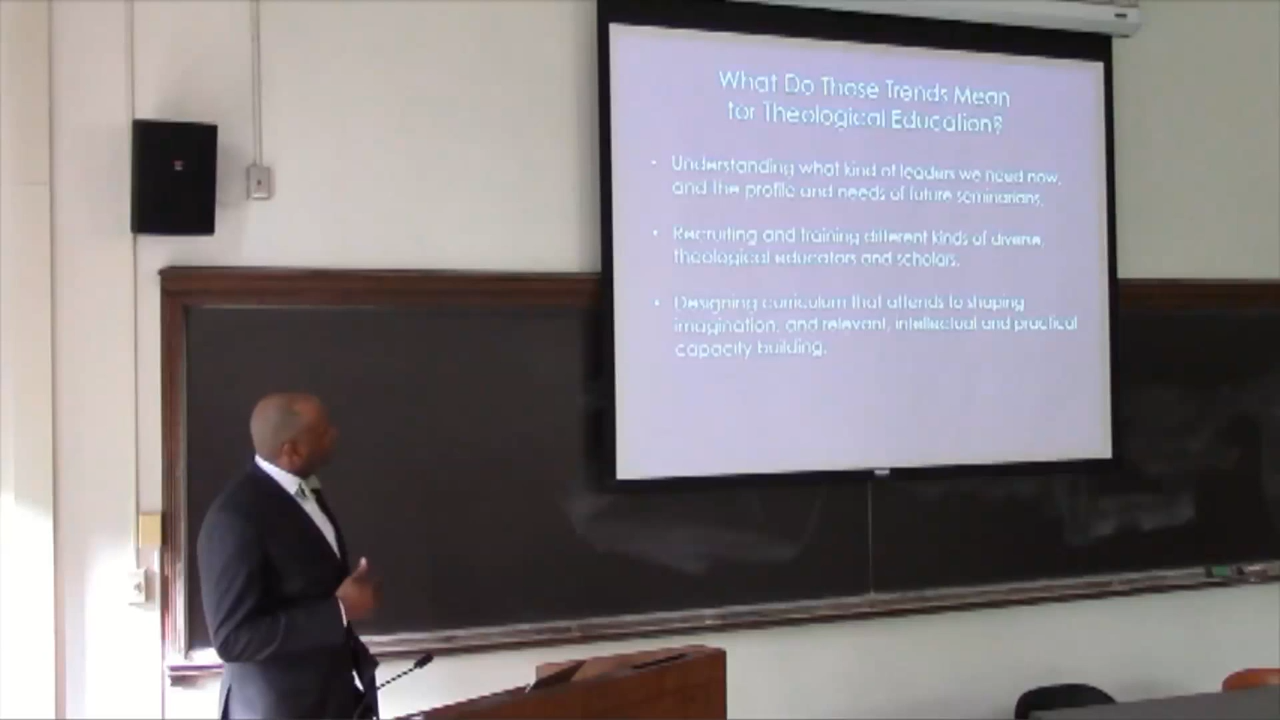 What Do These Trends Mean
for Theological Education?
• Understanding what kind of leaders we need now,
and the profile and needs of future seminarians.
• Recruiting and training different kinds of diverse
theological educators and scholars.
• Designing curriculum that attends to shaping
imagination, and relevant, intellectual and practical
capacity building.